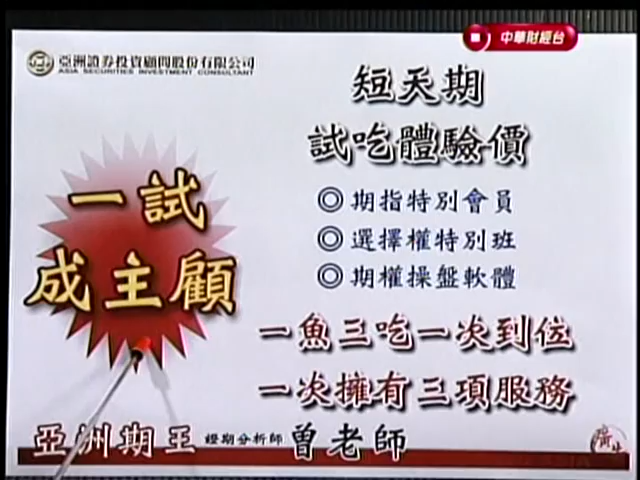 中華財經台
亞洲證券投資顧問股份有限公司
ASIA SECURITIES INVESTMENT CONSULTANT
短天期
試吃體驗價
一試
成主顧
◎期指特別會員
◎選擇權特別班
◎期權操盤軟體
一魚三吃一次到位
一次擁有三項服務
亞洲期王 證期分析師 曾老師
廣告